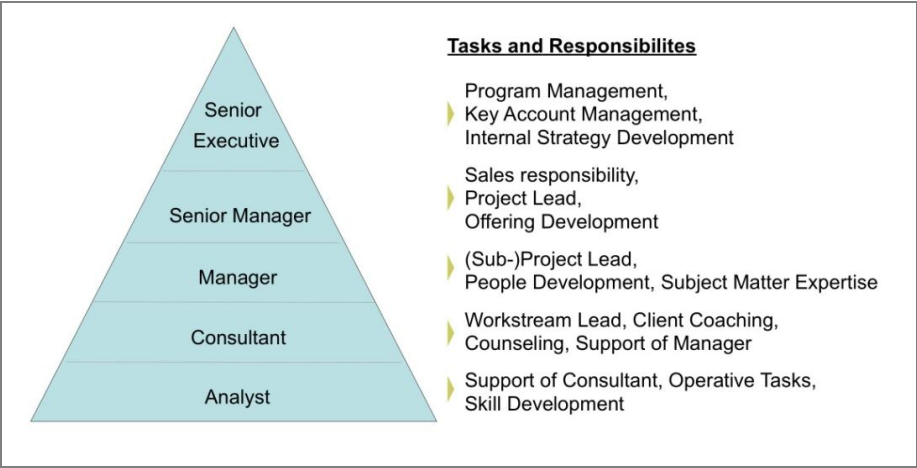 Tasks and Responsibilites
Senior
Executive
Program Management,
Key Account Management,
Internal Strategy Development
Senior Manager
Sales responsibility,
Project Lead,
Offering Development
Manager
(Sub-)Project Lead,
People Development, Subject Matter Expertise
Consultant
Workstream Lead, Client Coaching,
Counseling, Support of Manager
Analyst
Support of Consultant, Operative Tasks,
Skill Development